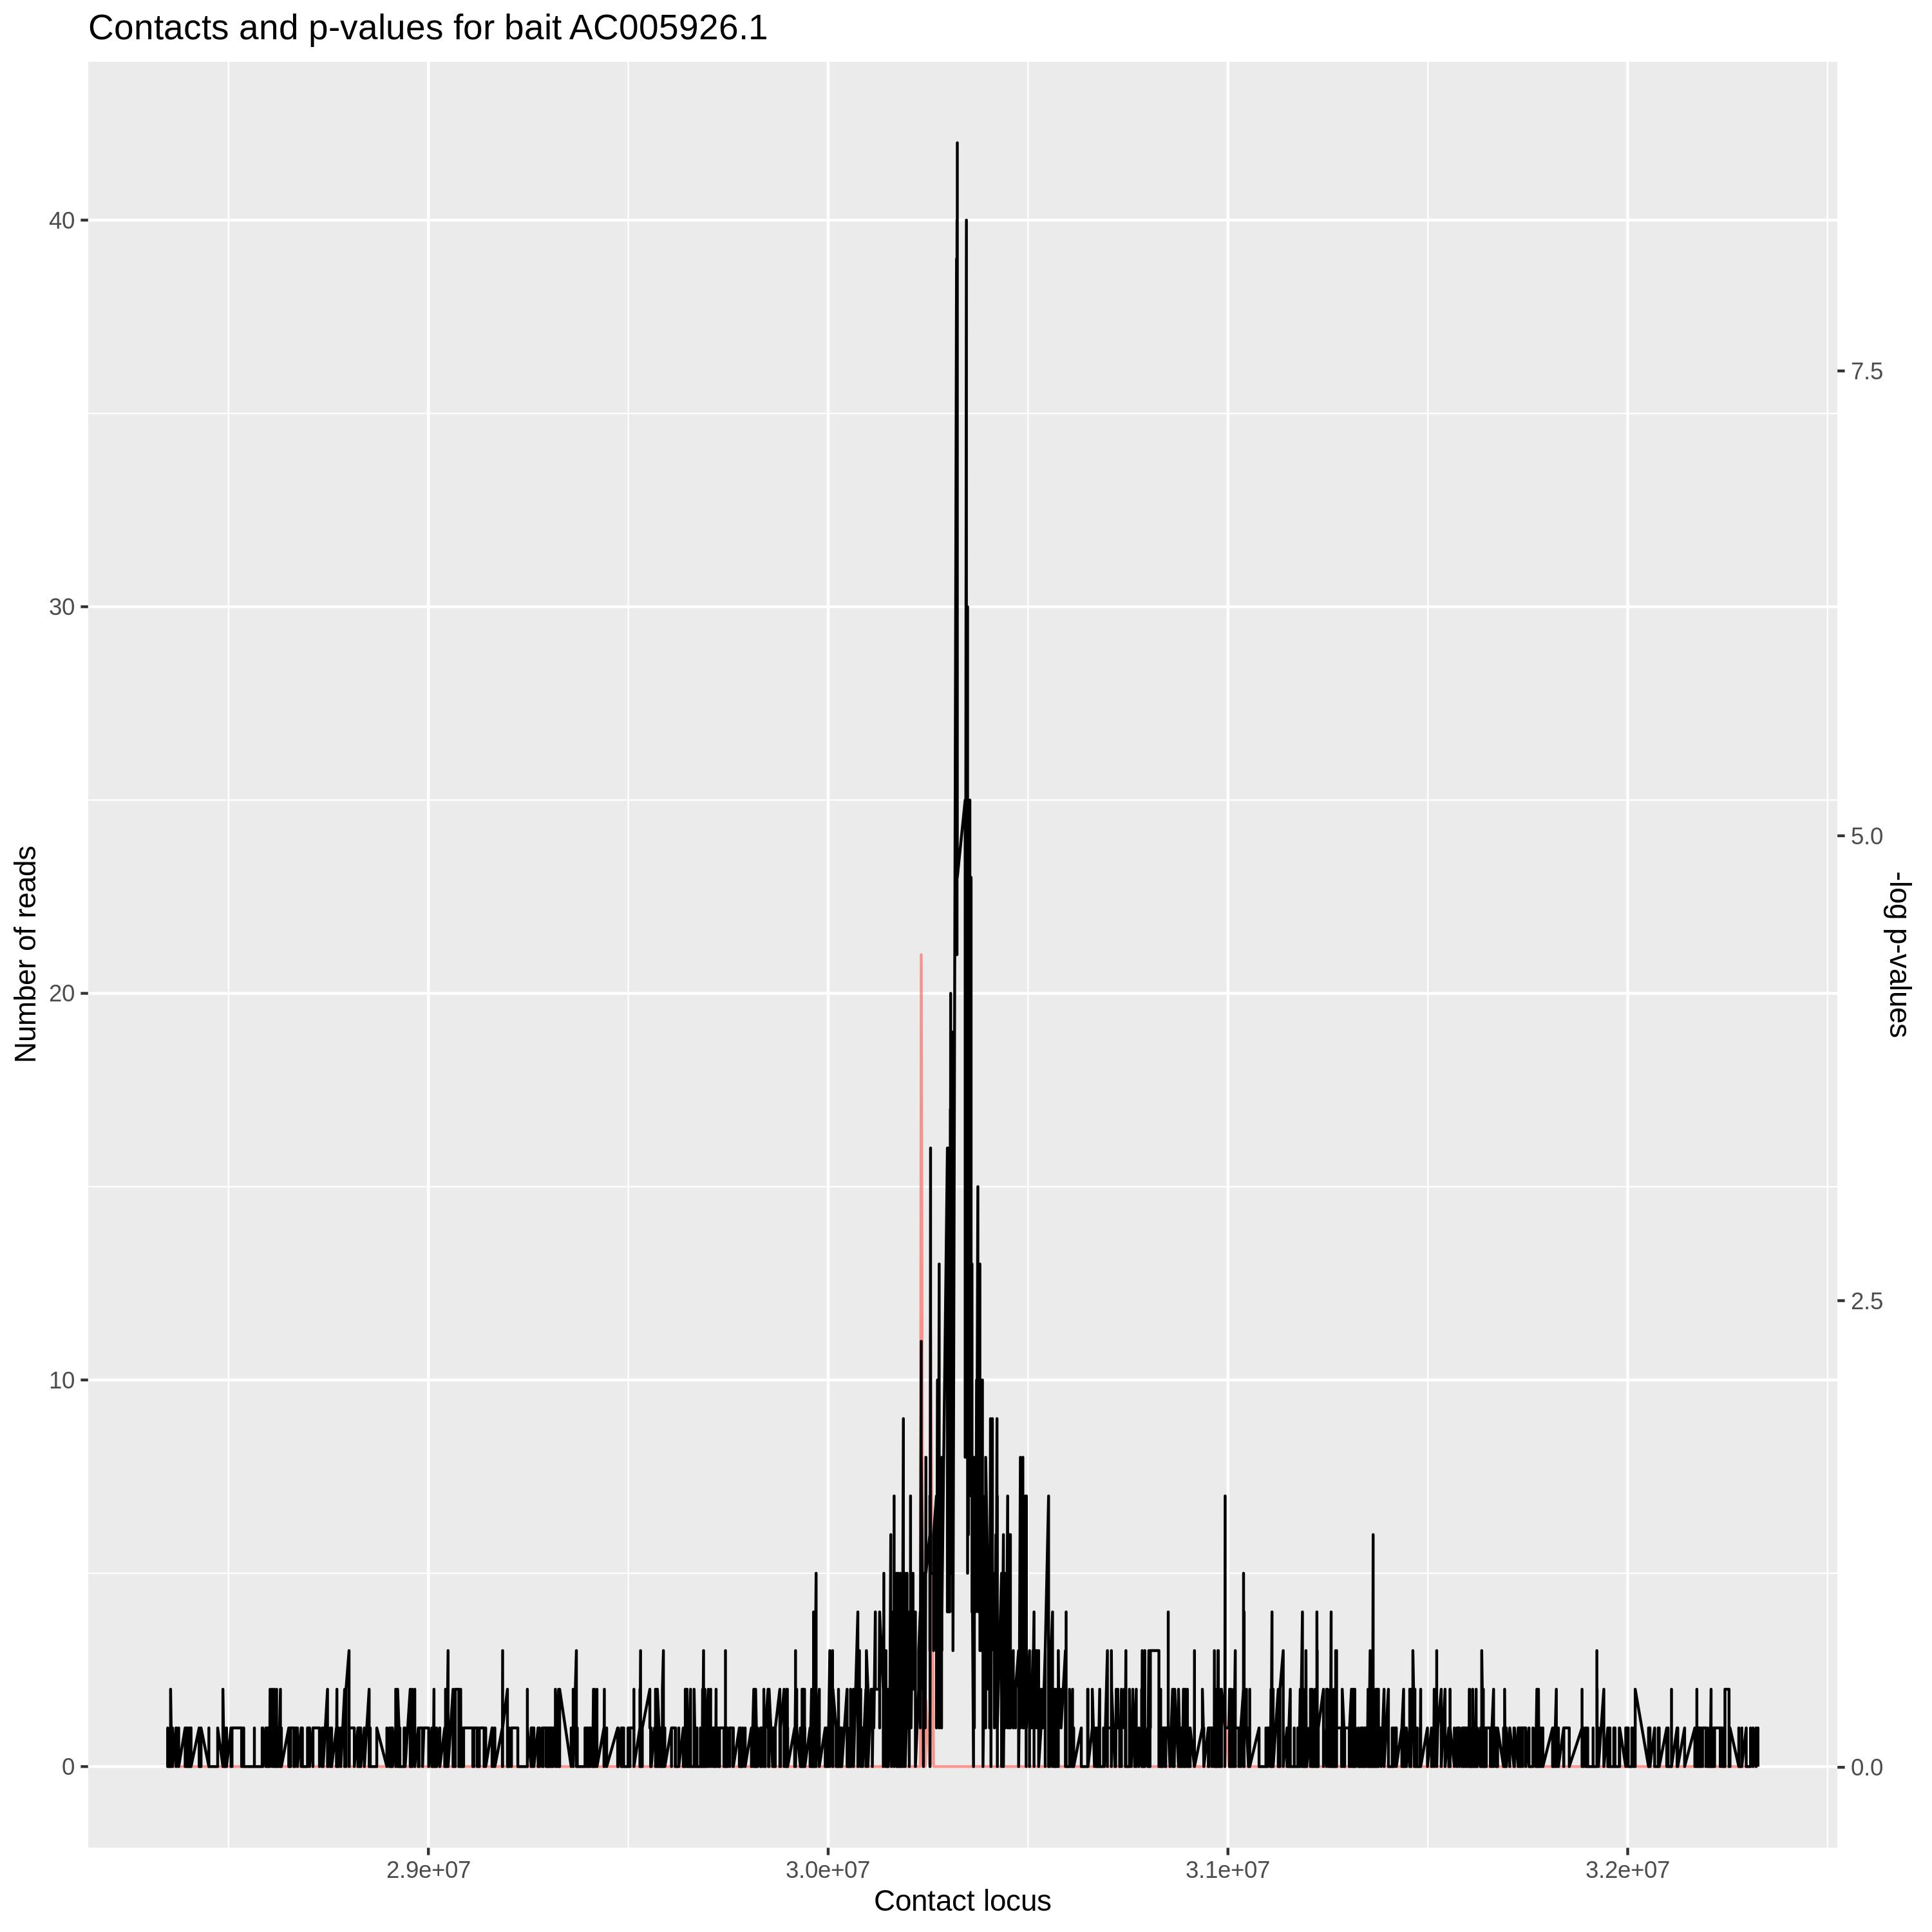 Contacts and p-values for bait AC005926.1
Number of reads
40
30
20
10
0
7.5
5.0
2.5
0.0
-log p-values
2.9e+07 3.0e+07 3.1e+07 3.2e+07
Contact locus